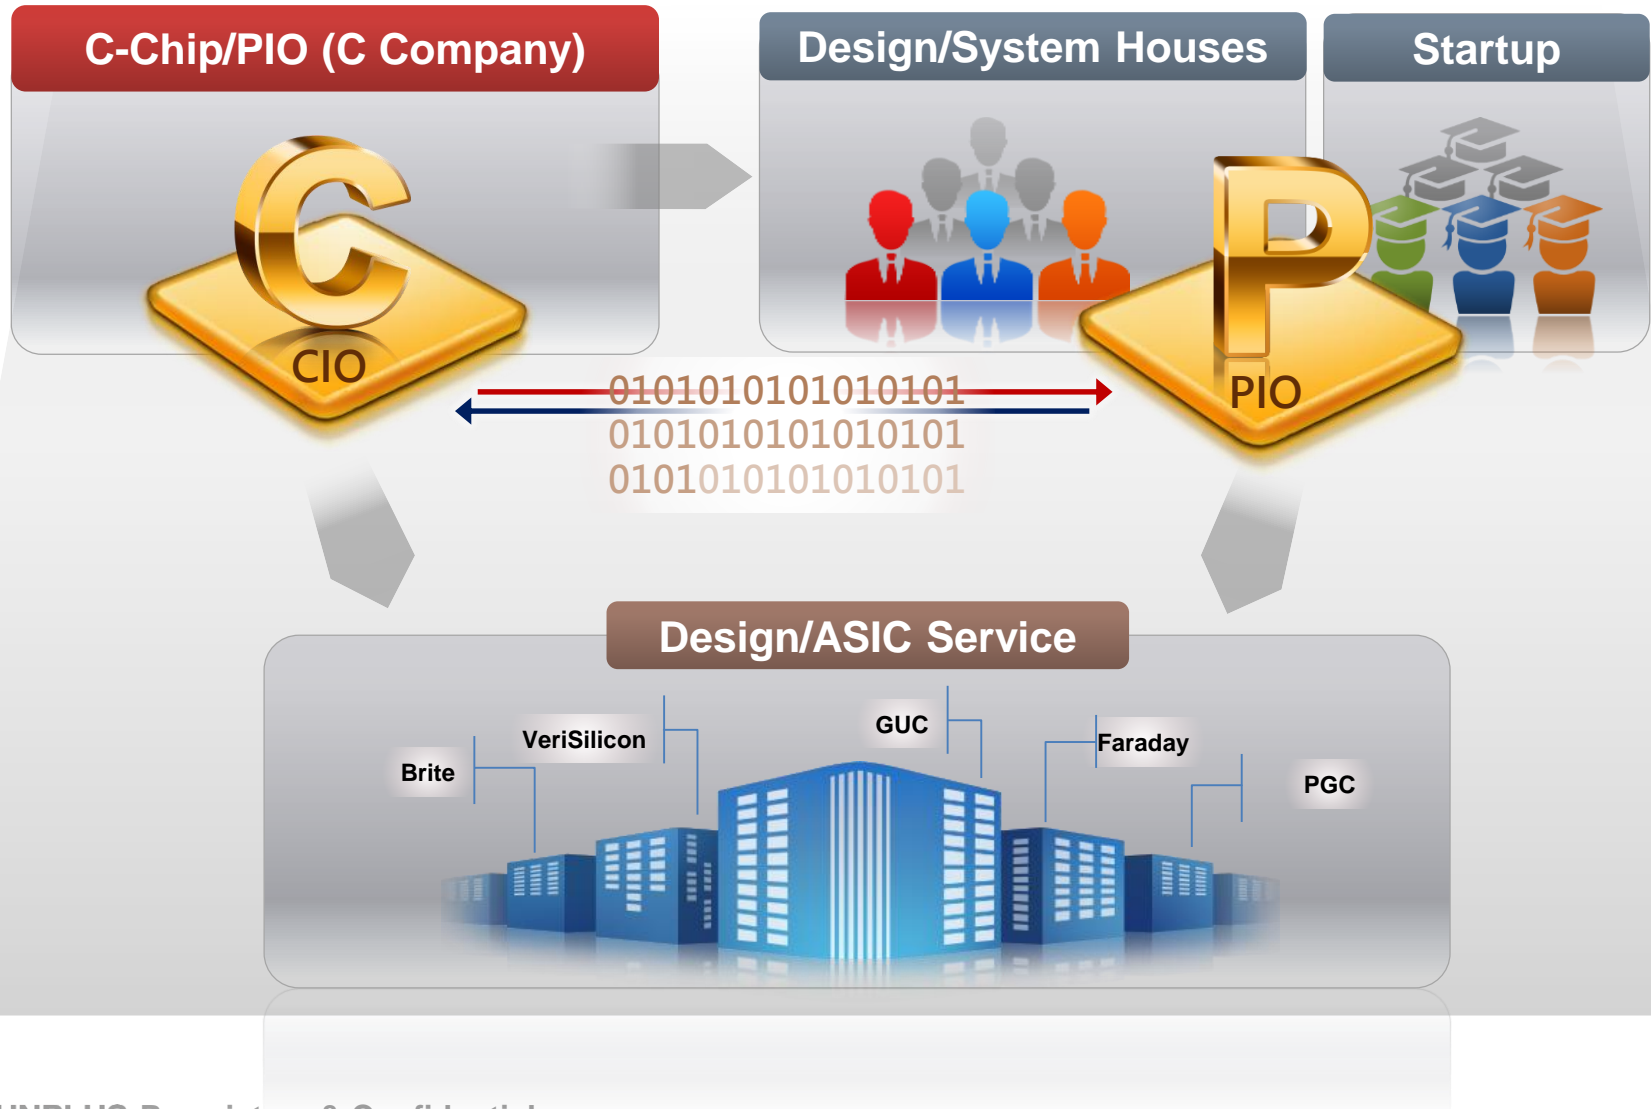 C-Chip/PIO (C Company)
Design/System Houses
Startup
C
P
CIO
PIO
0101010101010101
0101010101010101
0101010101010101
Design/ASIC Service
GUC
VeriSilicon
Faraday
Brite
PGC